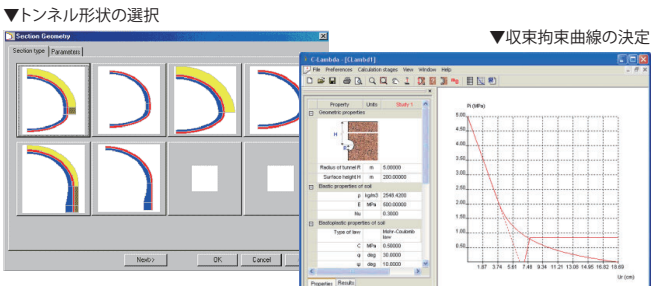 ▼トンネル形状の選択
Section Geometry
Section type
Parameters
Next>>
OK
Cancel
▼収束拘束曲線の決定
C-Lambda - [CLambd1]
File Preferences Calculation stages View Window Help
Property Units Study 1
Geometric properties
H
R
Radius of tunnel R m 5.00000
Surface height H m 200.00000
Elastic properties of soil
ρ kg/m3 2548.4200
E MPa 600.00000
Nu 0.3000
Elastoplastic properties of soil
Type of law Mohr-Coulomb law
C MPa 0.50000
φ deg 30.0000
ψ deg 10.0000
Properties Results
Pi (MPa)
5.00
4.50
4.00
3.50
3.00
2.50
2.00
1.50
1.00
0.50
1.87 3.74 5.61 7.48 9.34 11.21 13.08 14.95 16.82 18.69
Ur (cm)